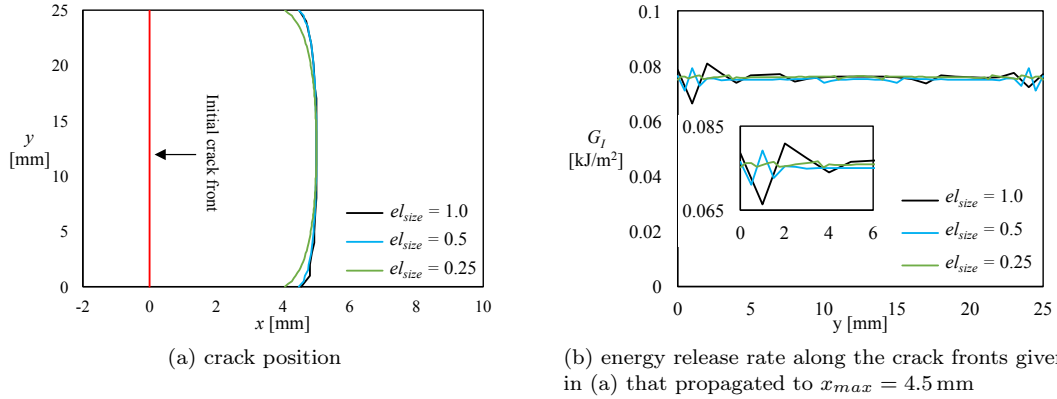 25
20
15
10
5
0
y
[mm]
Initial crack
front
el_size = 1.0
el_size = 0.5
el_size = 0.25
-2 0 2 4 6 8 10
x [mm]
(a) crack position
0.1
0.08
0.06
0.04
0.02
0
G_I
[kJ/m²]
0.085
0.065
0 2 4 6
el_size = 1.0
el_size = 0.5
el_size = 0.25
0 5 10 15 20 25
y [mm]
(b) energy release rate along the crack fronts given
in (a) that propagated to x_max = 4.5 mm